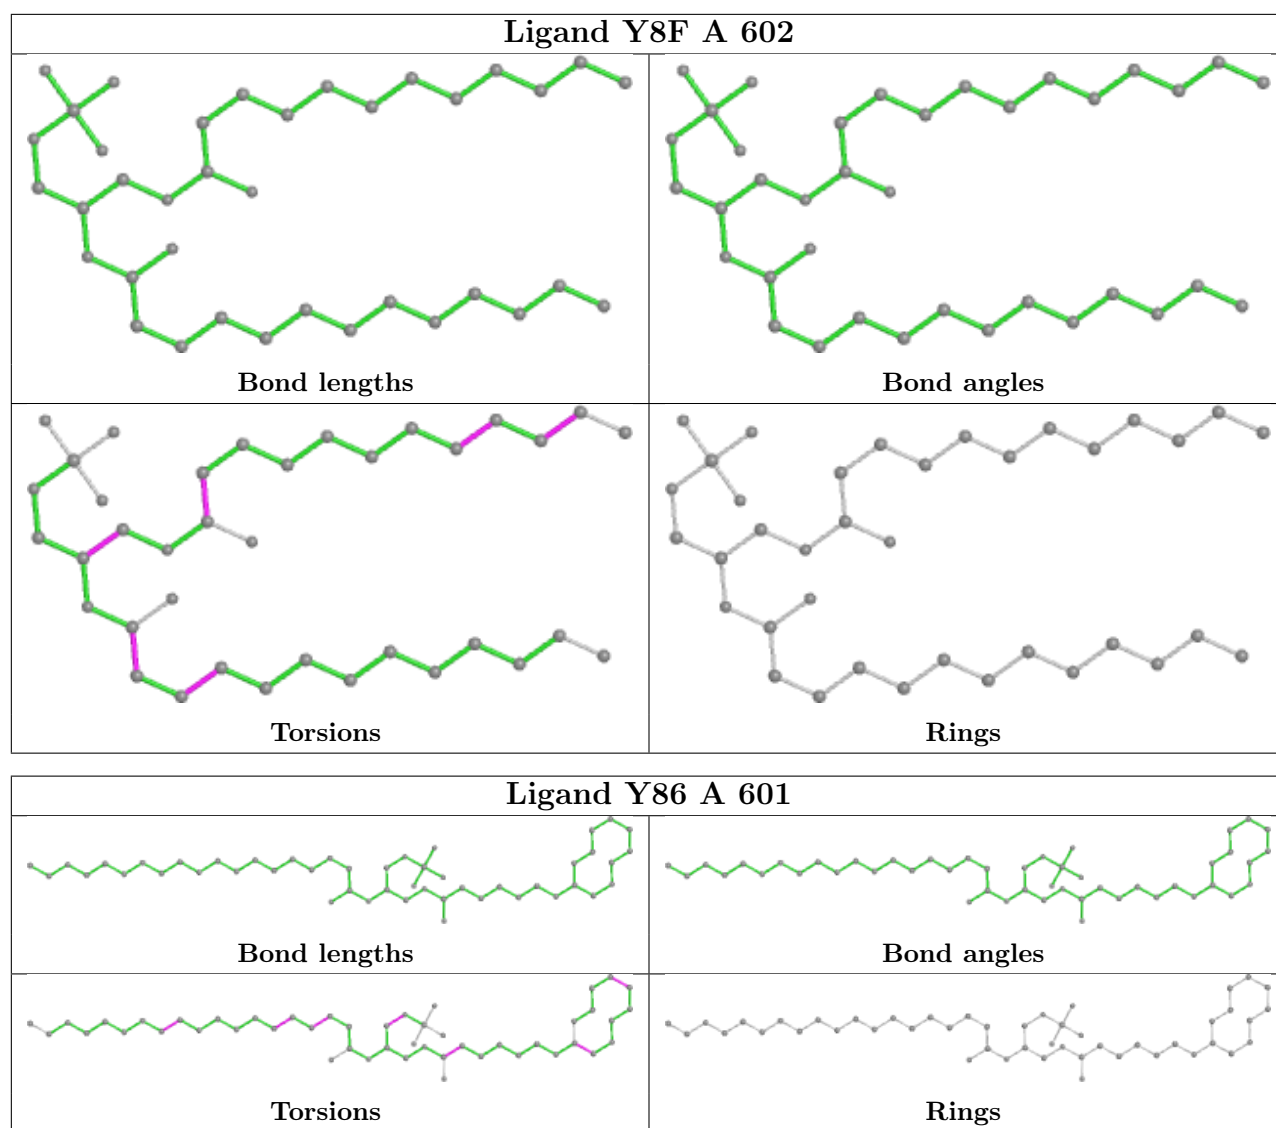 Ligand Y8F A 602
Bond lengths
Bond angles
Torsions
Rings
Ligand Y86 A 601
Bond lengths
Bond angles
Torsions
Rings